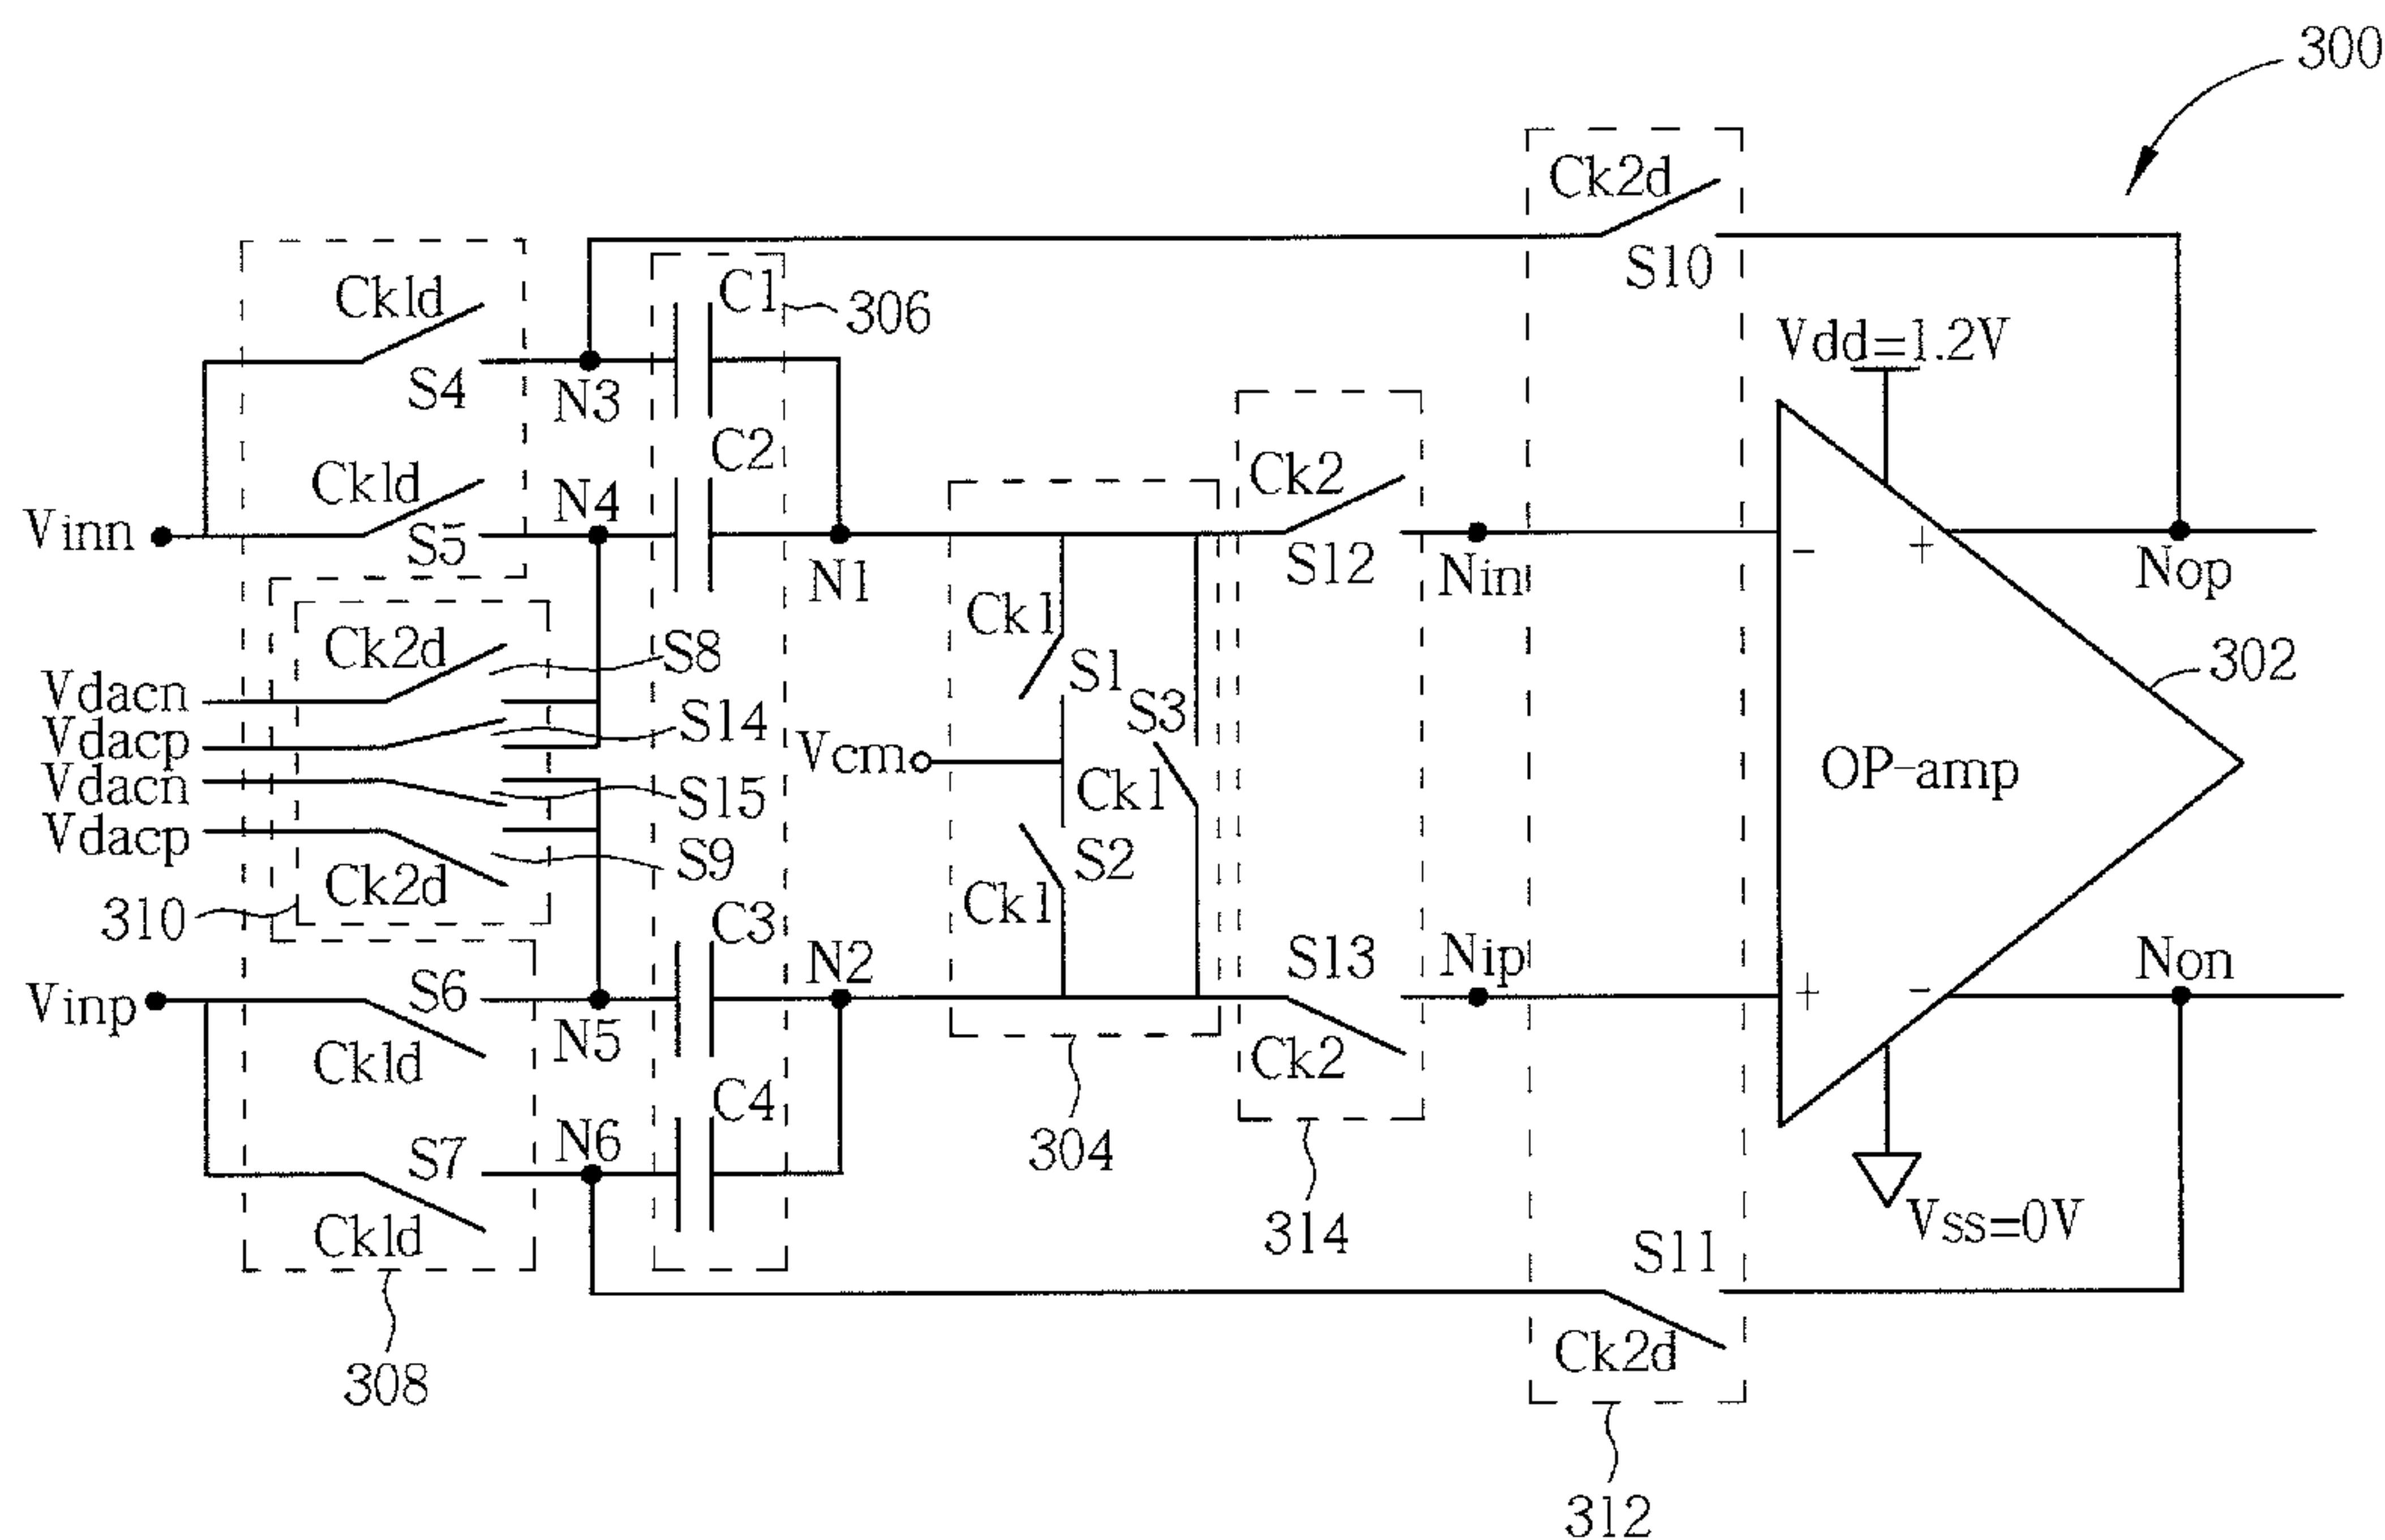 300
Ck2d
S10
Ck1d
S4
N3
C1
306
Vdd=1.2V
C2
Ck1d
S5
N4
Vinn
N1
Ck2
S12
Nin
-
+
Nop
Ck2d
S8
Vdacn
S14
Vdacp
Vdacn
S15
Vdacp
S9
Ck2d
310
Ck1
S1
S3
Vcm
Ck1
S2
Ck1
302
OP-amp
C3
N2
S13
Nip
+
-
Non
Vinp
S6
N5
Ck1d
Ck2
C4
304
N6
S7
Ck1d
314
Vss=0V
S11
Ck2d
308
312